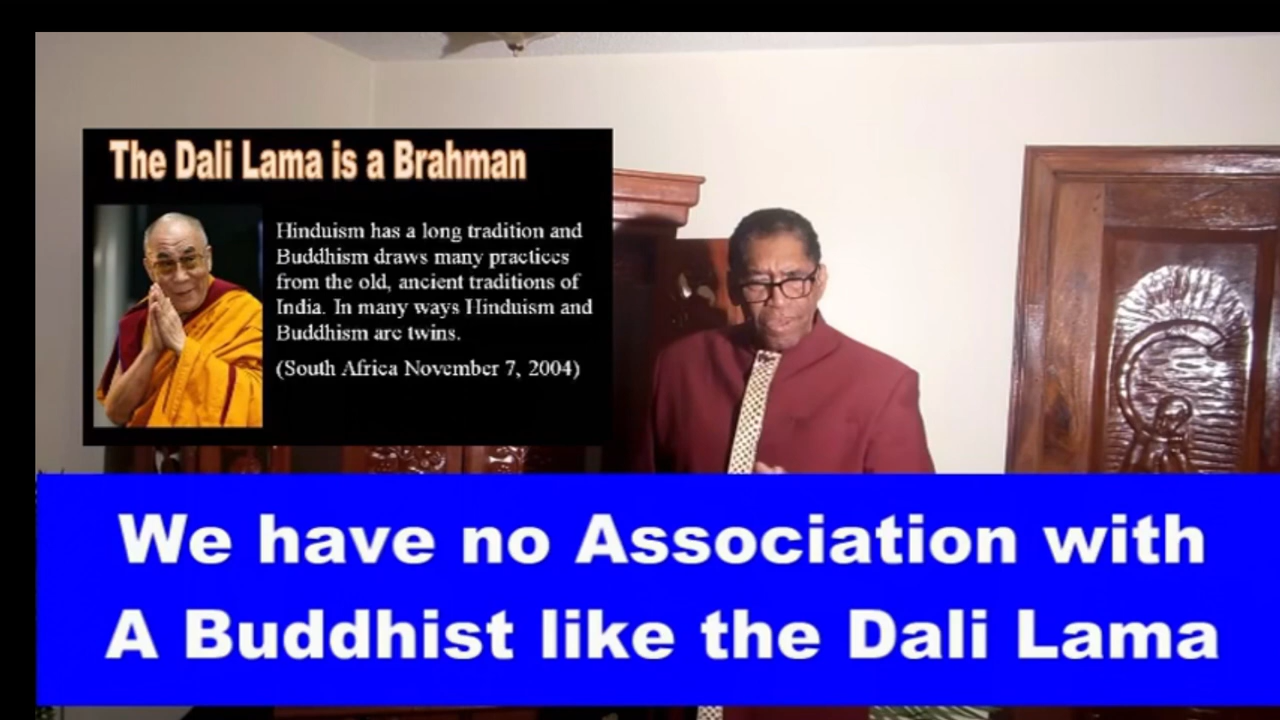 The Dali Lama is a Brahman
Hinduism has a long tradition and
Buddhism draws many practices
from the old, ancient traditions of
India. In many ways Hinduism and
Buddhism are twins.
(South Africa November 7, 2004)
We have no Association with
A Buddhist like the Dali Lama